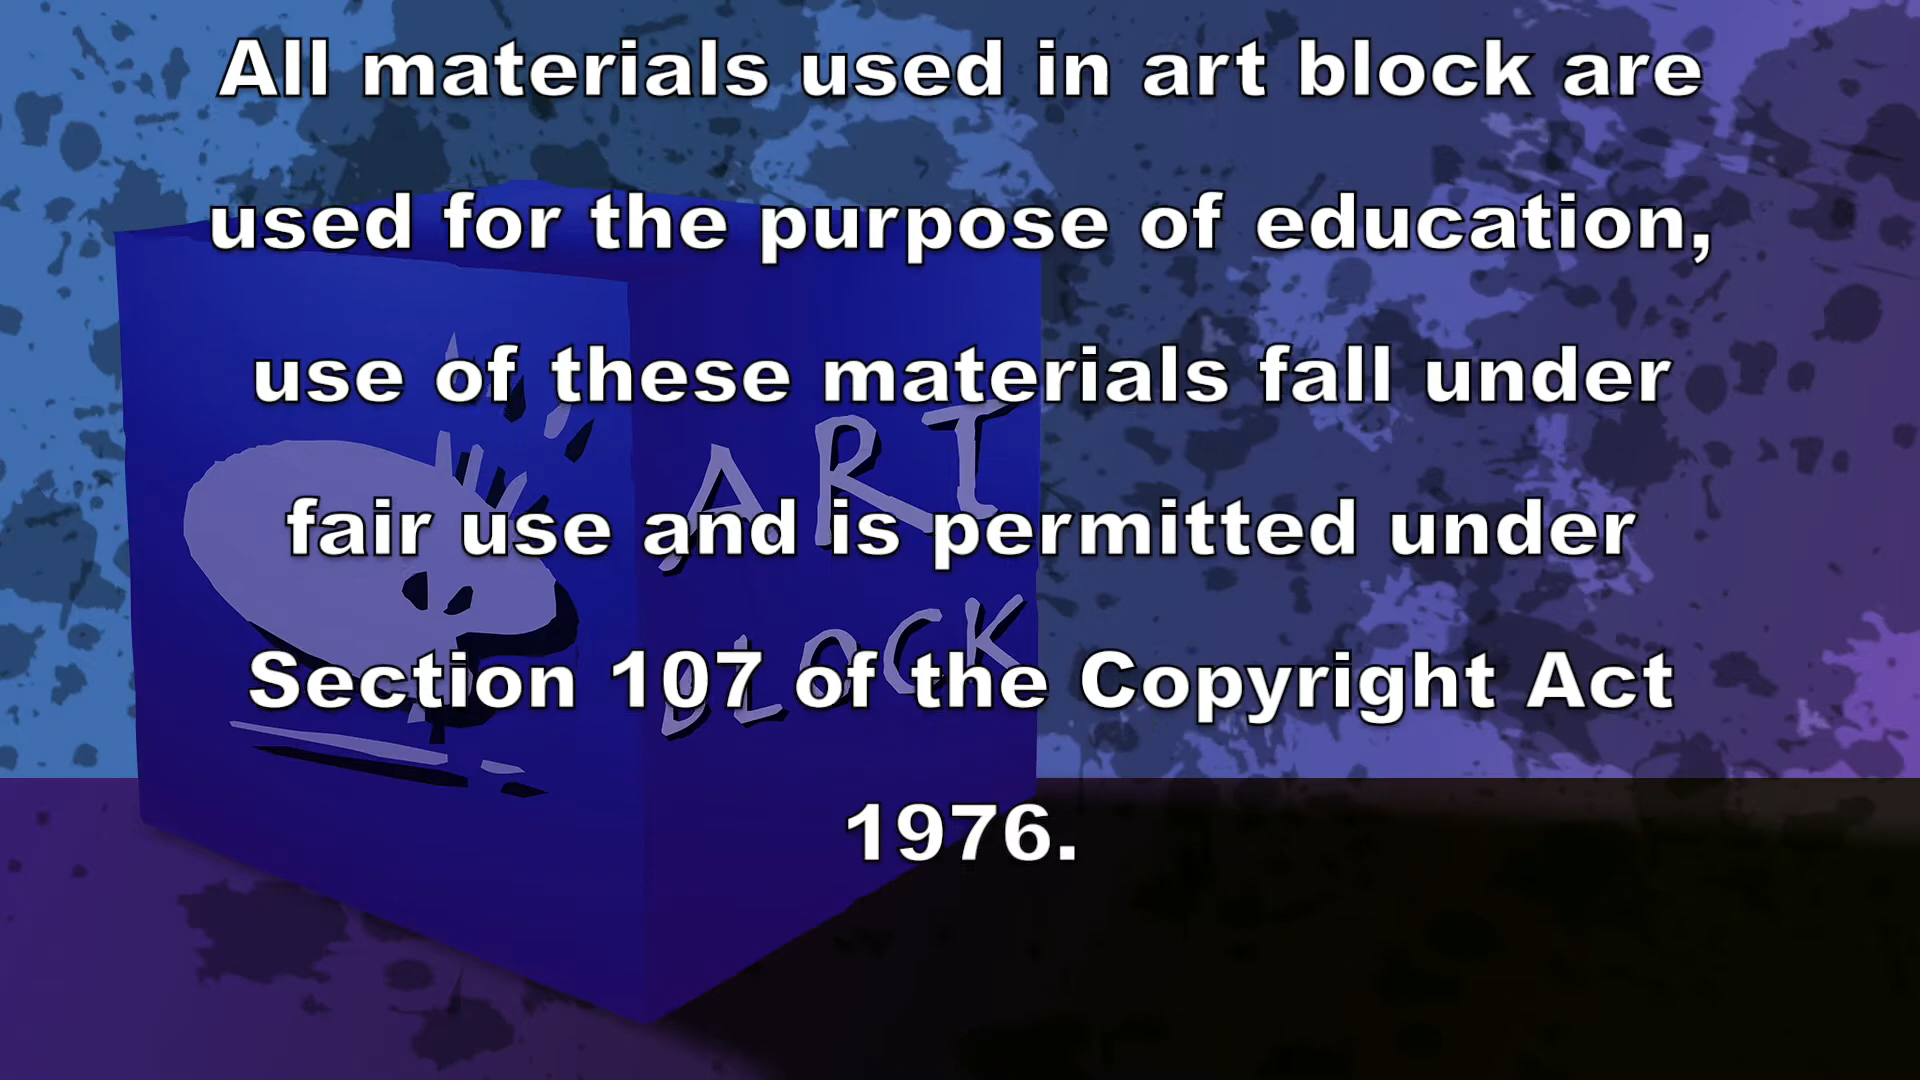 All materials used in art block are
used for the purpose of education,
use of these materials fall under
fair use and is permitted under
Section 107 of the Copyright Act
1976.
ART
BLOCK